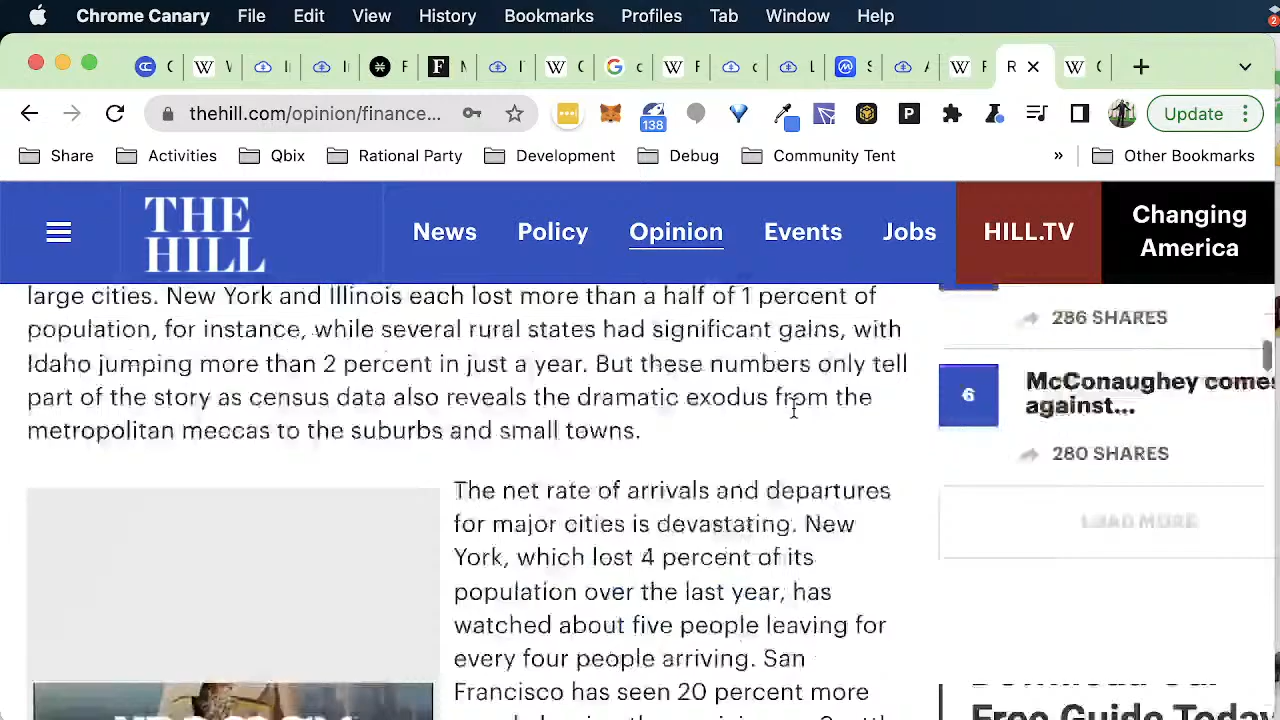 Chrome Canary File Edit View History Bookmarks Profiles Tab Window Help
2
thehill.com/opinion/finance...
138
P
Update
Share Activities Qbix Rational Party Development Debug Community Tent » Other Bookmarks
THE HILL
News Policy Opinion Events Jobs HILL.TV
Changing America
large cities. New York and Illinois each lost more than a half of 1 percent of
population, for instance, while several rural states had significant gains, with
Idaho jumping more than 2 percent in just a year. But these numbers only tell
part of the story as census data also reveals the dramatic exodus from the
metropolitan meccas to the suburbs and small towns.
The net rate of arrivals and departures
for major cities is devastating. New
York, which lost 4 percent of its
population over the last year, has
watched about five people leaving for
every four people arriving. San
Francisco has seen 20 percent more
286 SHARES
6
McConaughey comes
against...
280 SHARES
LOAD MORE
Free Guide Today